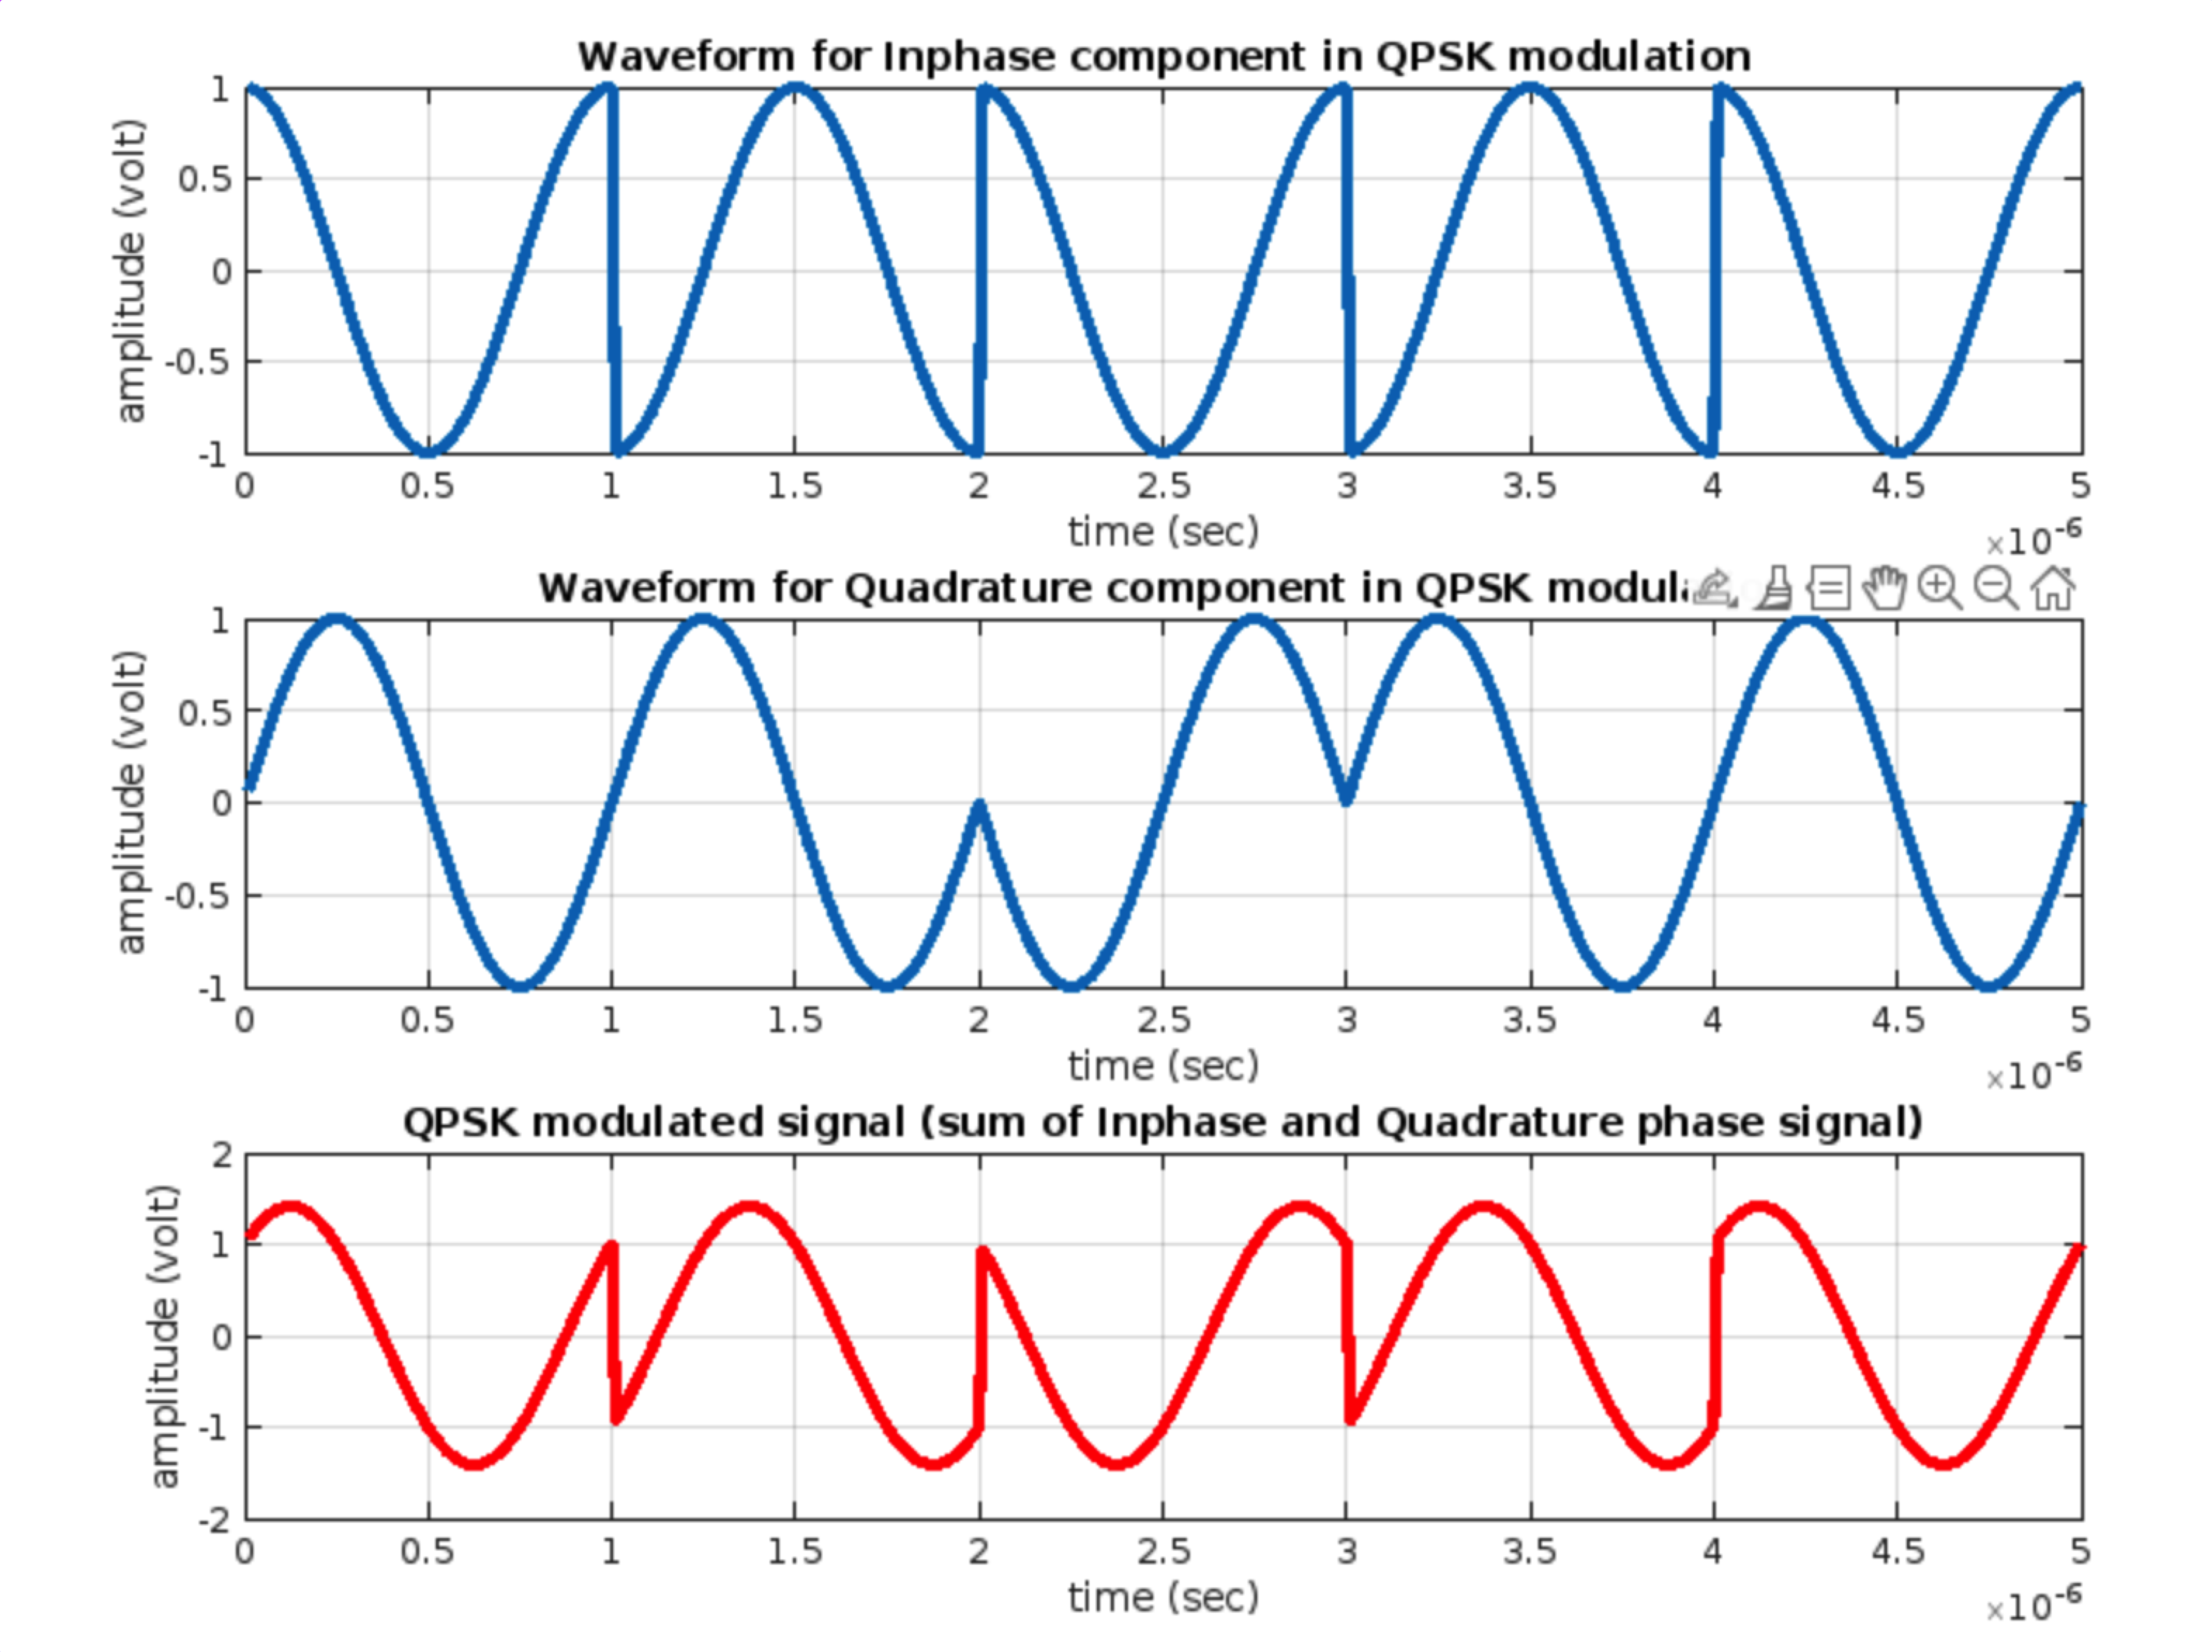 Waveform for Inphase component in QPSK modulation
amplitude (volt)
1
0.5
0
-0.5
-1
0 0.5 1 1.5 2 2.5 3 3.5 4 4.5 5
time (sec)
×10-6
Waveform for Quadrature component in QPSK
amplitude (volt)
1
0.5
0
-0.5
-1
0 0.5 1 1.5 2 2.5 3 3.5 4 4.5 5
time (sec)
×10-6
QPSK modulated signal (sum of Inphase and Quadrature phase signal)
amplitude (volt)
2
1
0
-1
-2
0 0.5 1 1.5 2 2.5 3 3.5 4 4.5 5
time (sec)
×10-6